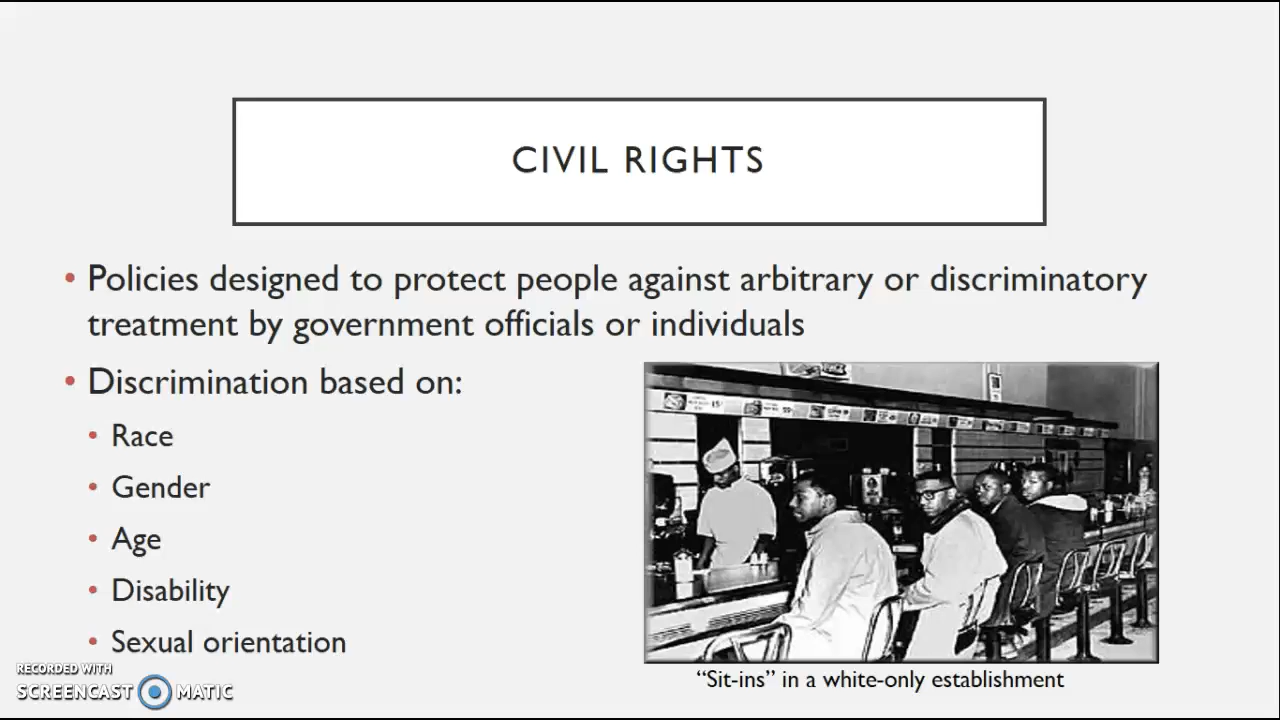 CIVIL RIGHTS
• Policies designed to protect people against arbitrary or discriminatory
treatment by government officials or individuals
• Discrimination based on:
• Race
• Gender
• Age
• Disability
• Sexual orientation
“Sit-ins” in a white-only establishment
RECORDED WITH
SCREENCAST MATIC